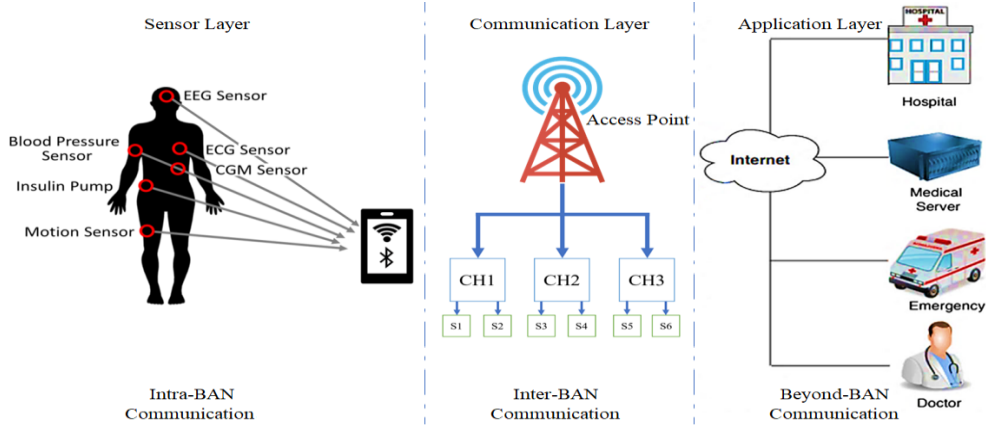 Sensor Layer
EEG Sensor
Blood Pressure
Sensor
ECG Sensor
CGM Sensor
Insulin Pump
Motion Sensor
Intra-BAN
Communication
Communication Layer
Access Point
CH1
CH2
CH3
S1
S2
S3
S4
S5
S6
Inter-BAN
Communication
Application Layer
HOSPITAL
Hospital
Internet
Medical
Server
Emergency
Doctor
Beyond-BAN
Communication